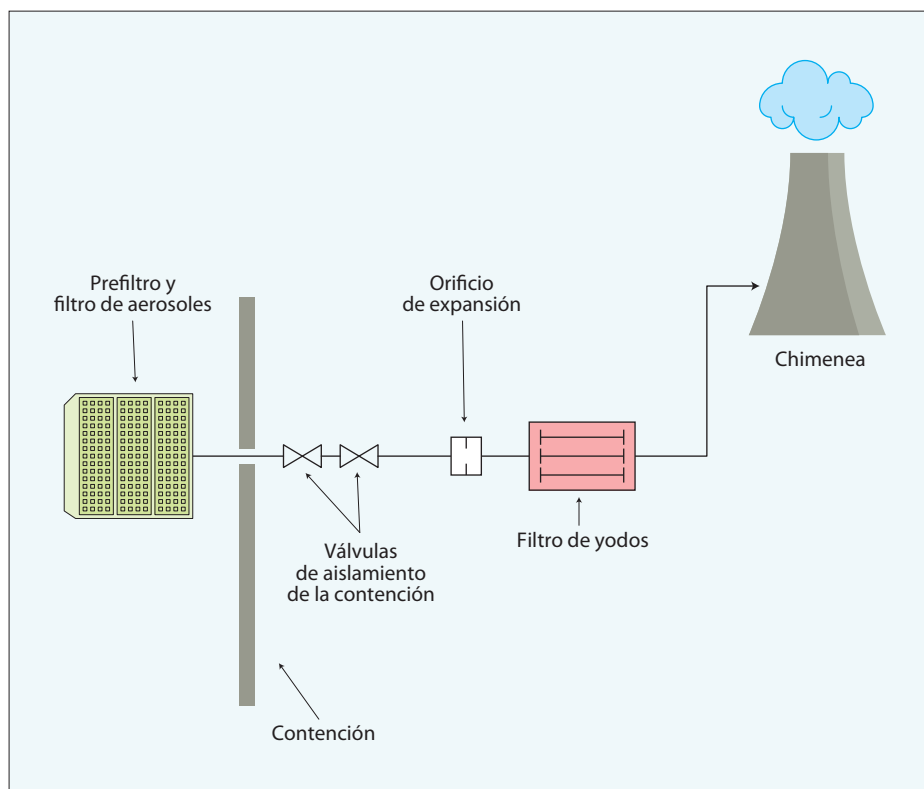 Prefiltro y
filtro de aerosoles
Orificio
de expansión
Chimenea
Válvulas
de aislamiento
de la contención
Filtro de yodos
Contención